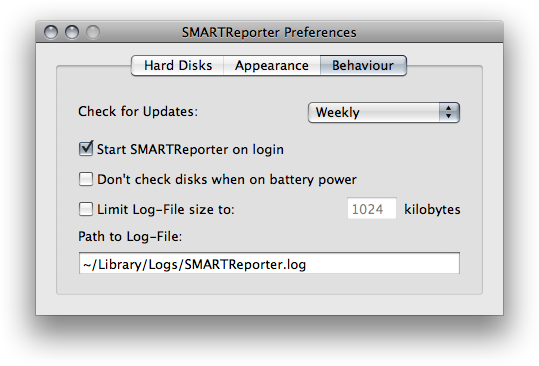 SMARTReporter Preferences
Hard Disks Appearance Behaviour
Check for Updates: Weekly
Start SMARTReporter on login
Don't check disks when on battery power
Limit Log-File size to: 1024 kilobytes
Path to Log-File:
~/Library/Logs/SMARTReporter.log